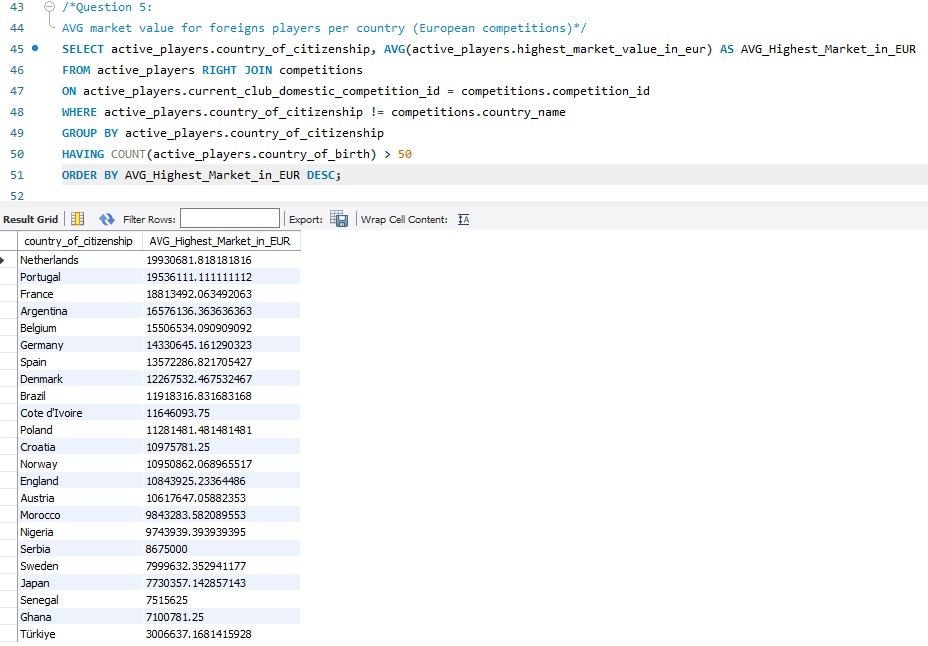 43 /*Question 5:
44 AVG market value for foreigns players per country (European competitions)*/
45 SELECT active_players.country_of_citizenship, AVG(active_players.highest_market_value_in_eur) AS AVG_Highest_Market_in_EUR
46 FROM active_players RIGHT JOIN competitions
47 ON active_players.current_club_domestic_competition_id = competitions.competition_id
48 WHERE active_players.country_of_citizenship != competitions.country_name
49 GROUP BY active_players.country_of_citizenship
50 HAVING COUNT(active_players.country_of_birth) > 50
51 ORDER BY AVG_Highest_Market_in_EUR DESC;
52
Result Grid Filter Rows: Export: Wrap Cell Content:
country_of_citizenship AVG_Highest_Market_in_EUR
Netherlands 19930681.818181816
Portugal 19536111.111111112
France 18813492.063492063
Argentina 16576136.363636363
Belgium 15506534.090909092
Germany 14330645.161290323
Spain 13572286.821705427
Denmark 12267532.467532467
Brazil 11918316.831683168
Cote d'Ivoire 11646093.75
Poland 11281481.481481481
Croatia 10975781.25
Norway 10950862.068965517
England 10843925.23364486
Austria 10617647.05882353
Morocco 9843283.582089553
Nigeria 9743939.393939395
Serbia 8675000
Sweden 7999632.352941177
Japan 7730357.142857143
Senegal 7515625
Ghana 7100781.25
Türkiye 3006637.1681415928